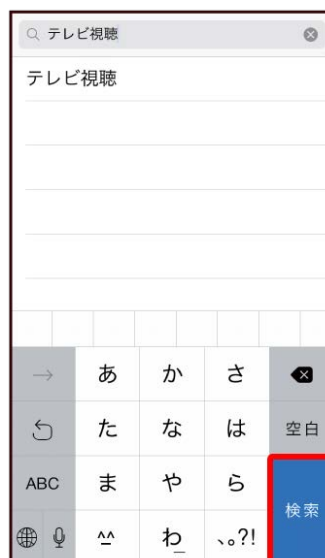 テレビ視聴
テレビ視聴
→ あ か さ
た な は 空白
ABC ま や ら 検索
^^ わ_ 、。?!